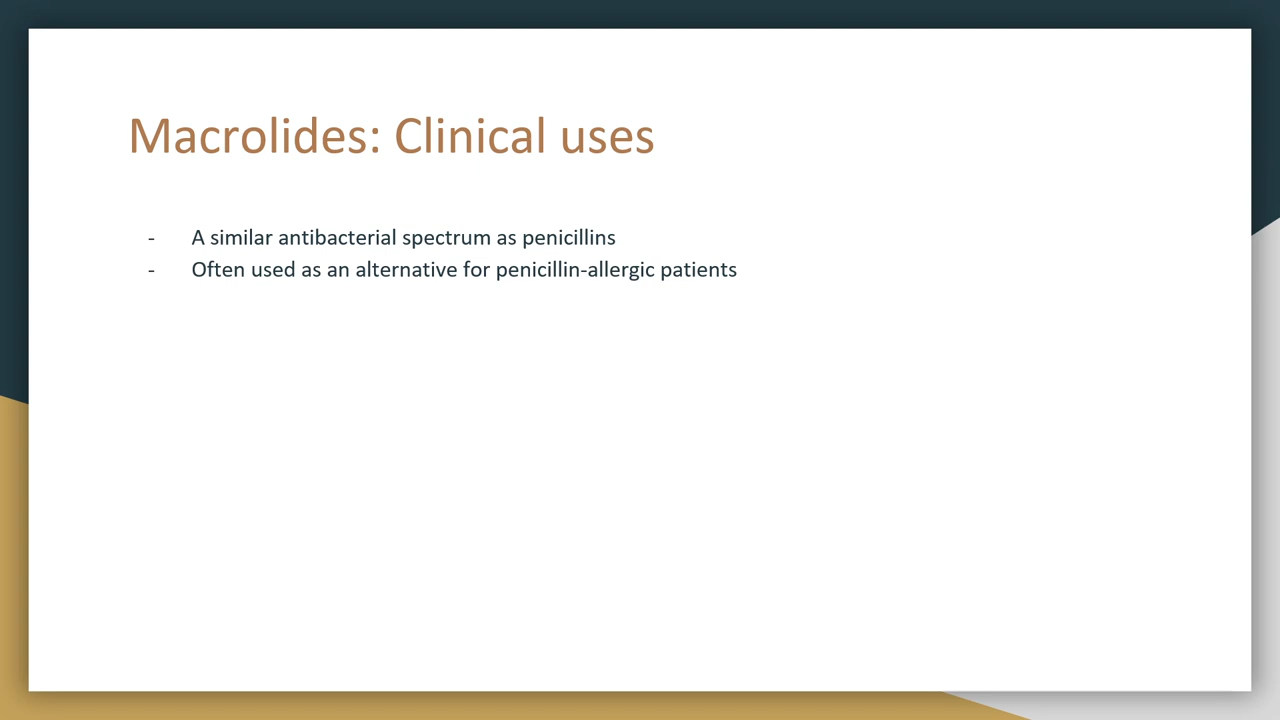 Macrolides: Clinical uses
- A similar antibacterial spectrum as penicillins
- Often used as an alternative for penicillin-allergic patients